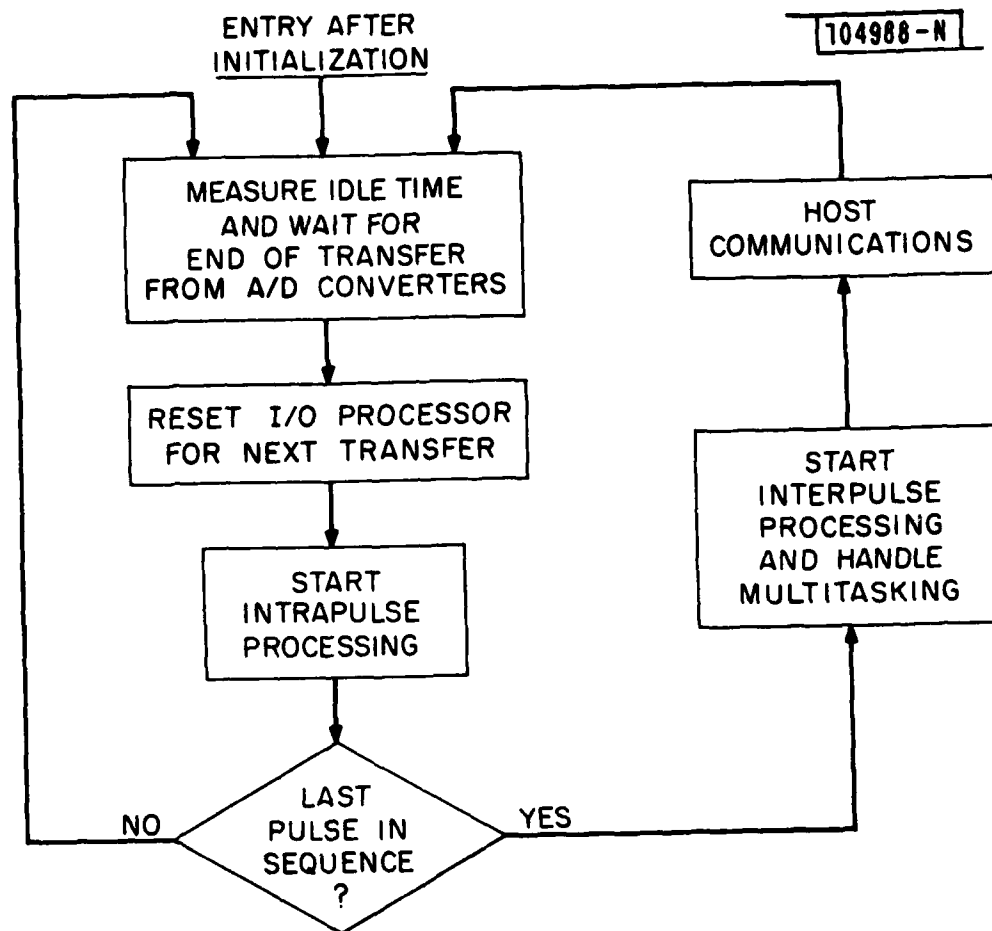 ENTRY AFTER
INITIALIZATION
104988-N
MEASURE IDLE TIME
AND WAIT FOR
END OF TRANSFER
FROM A/D CONVERTERS
HOST
COMMUNICATIONS
RESET I/O PROCESSOR
FOR NEXT TRANSFER
START
INTERPULSE
PROCESSING
AND HANDLE
MULTITASKING
START
INTRAPULSE
PROCESSING
LAST
PULSE IN
SEQUENCE
?
NO
YES